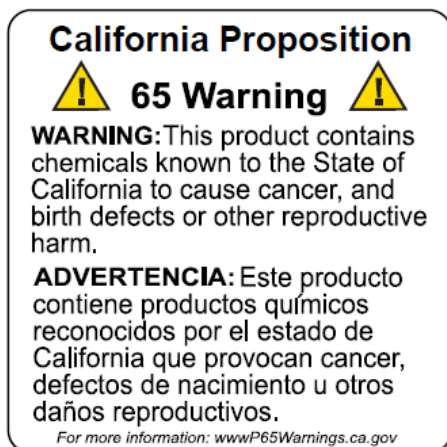 California Proposition
65 Warning
WARNING: This product contains
chemicals known to the State of
California to cause cancer, and
birth defects or other reproductive
harm.
ADVERTENCIA: Este producto
contiene productos químicos
reconocidos por el estado de
California que provocan cancer,
defectos de nacimiento u otros
daños reproductivos.
For more information: wwwP65Warnings.ca.gov